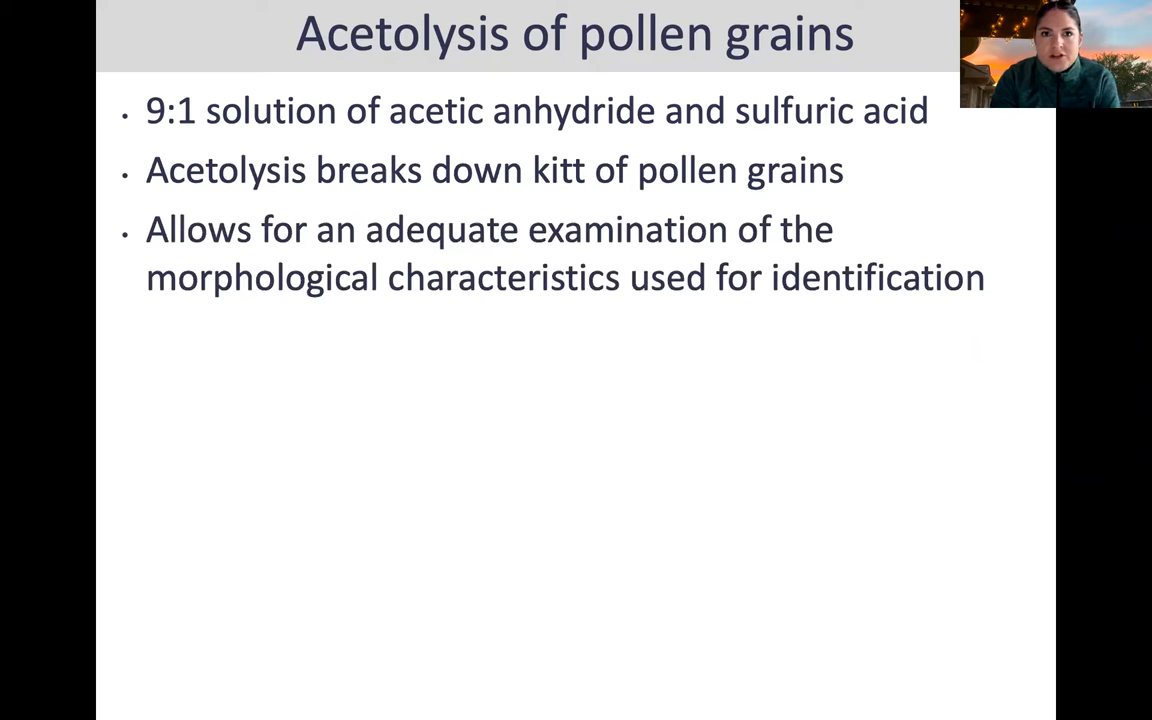 Acetolysis of pollen grains
• 9:1 solution of acetic anhydride and sulfuric acid
• Acetolysis breaks down kitt of pollen grains
• Allows for an adequate examination of the
morphological characteristics used for identification